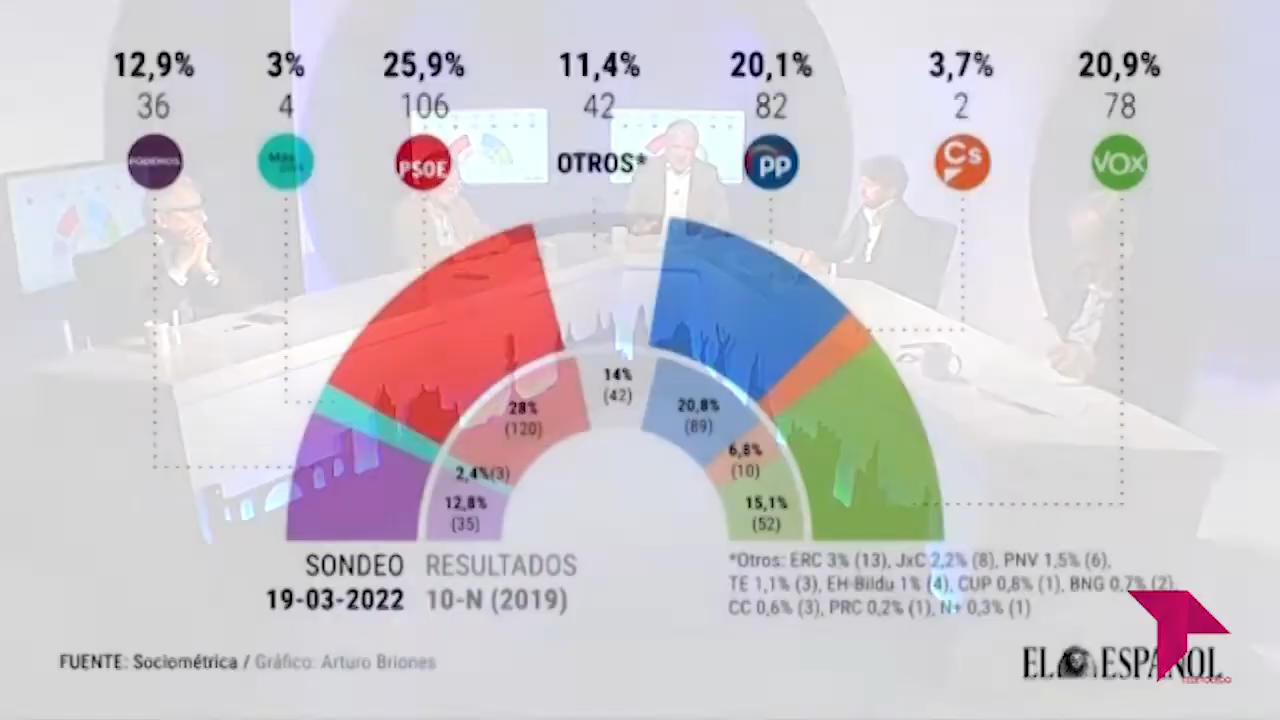 12,9% 3% 25,9% 11,4% 20,1% 3,7% 20,9%
36 4 106 42 82 2 78
PODEMOS Más país PSOE OTROS* PP Cs VOX
14%
(42)
28%
(120)
20,8%
(89)
6,8%
(10)
2,4%(3)
12,8%
(35)
15,1%
(52)
SONDEO RESULTADOS
19-03-2022 10-N (2019)
*Otros: ERC 3% (13), JxC 2,2% (8), PNV 1,5% (6),
TE 1,1% (3), EH-Bildu 1% (4), CUP 0,8% (1), BNG 0,7% (2),
CC 0,6% (3), PRC 0,2% (1), N+ 0,3% (1)
FUENTE: Sociométrica / Gráfico: Arturo Briones
EL ESPAÑOL